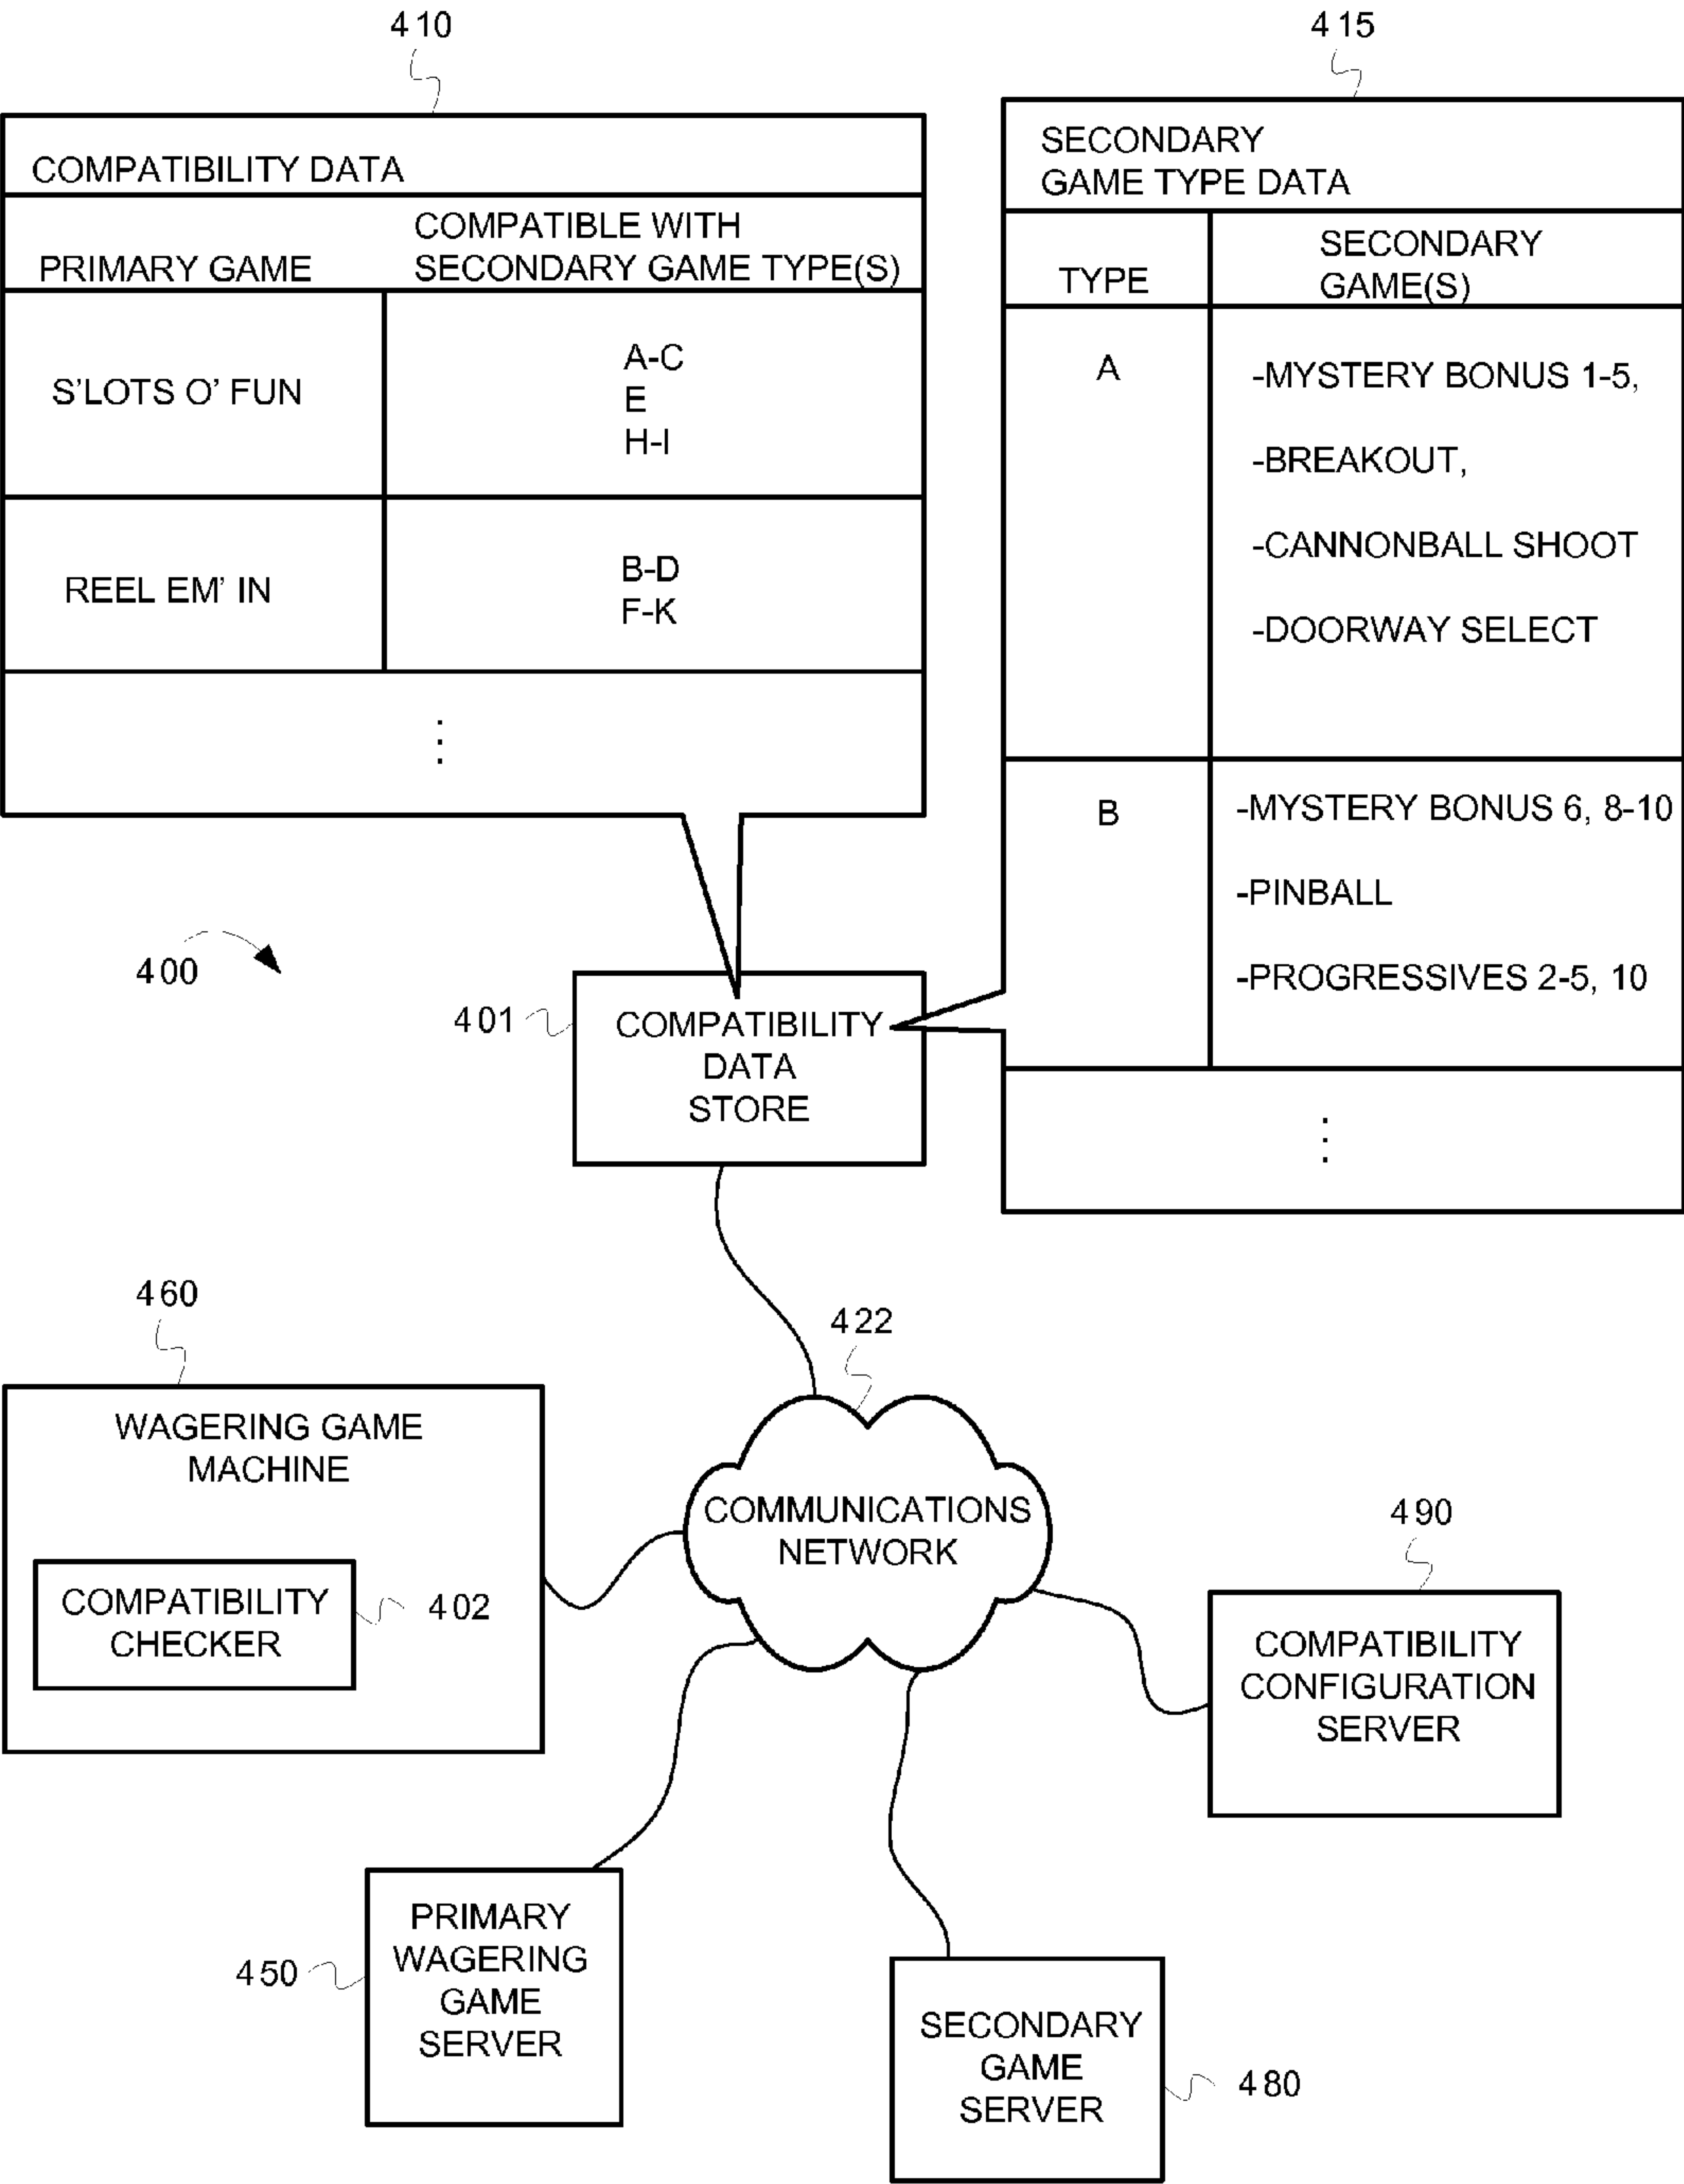 410
COMPATIBILITY DATA
PRIMARY GAME
COMPATIBLE WITH
SECONDARY GAME TYPE(S)
S'LOTS O' FUN
A-C
E
H-I
REEL EM' IN
B-D
F-K
415
SECONDARY
GAME TYPE DATA
TYPE
SECONDARY
GAME(S)
A
-MYSTERY BONUS 1-5,
-BREAKOUT,
-CANNONBALL SHOOT
-DOORWAY SELECT
B
-MYSTERY BONUS 6, 8-10
-PINBALL
-PROGRESSIVES 2-5, 10
400
401
COMPATIBILITY
DATA
STORE
460
WAGERING GAME
MACHINE
COMPATIBILITY
CHECKER
402
422
COMMUNICATIONS
NETWORK
490
COMPATIBILITY
CONFIGURATION
SERVER
450
PRIMARY
WAGERING
GAME
SERVER
SECONDARY
GAME
SERVER
480